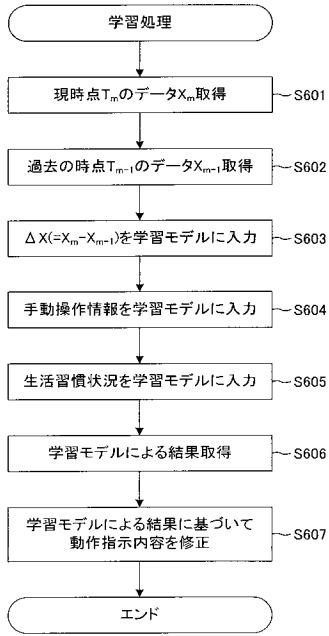 学習処理
現時点TmのデータXm取得
S601
過去の時点Tm-1のデータXm-1取得
S602
ΔX(=Xm-Xm-1)を学習モデルに入力
S603
手動操作情報を学習モデルに入力
S604
生活習慣状況を学習モデルに入力
S605
学習モデルによる結果取得
S606
学習モデルによる結果に基づいて
動作指示内容を修正
S607
エンド